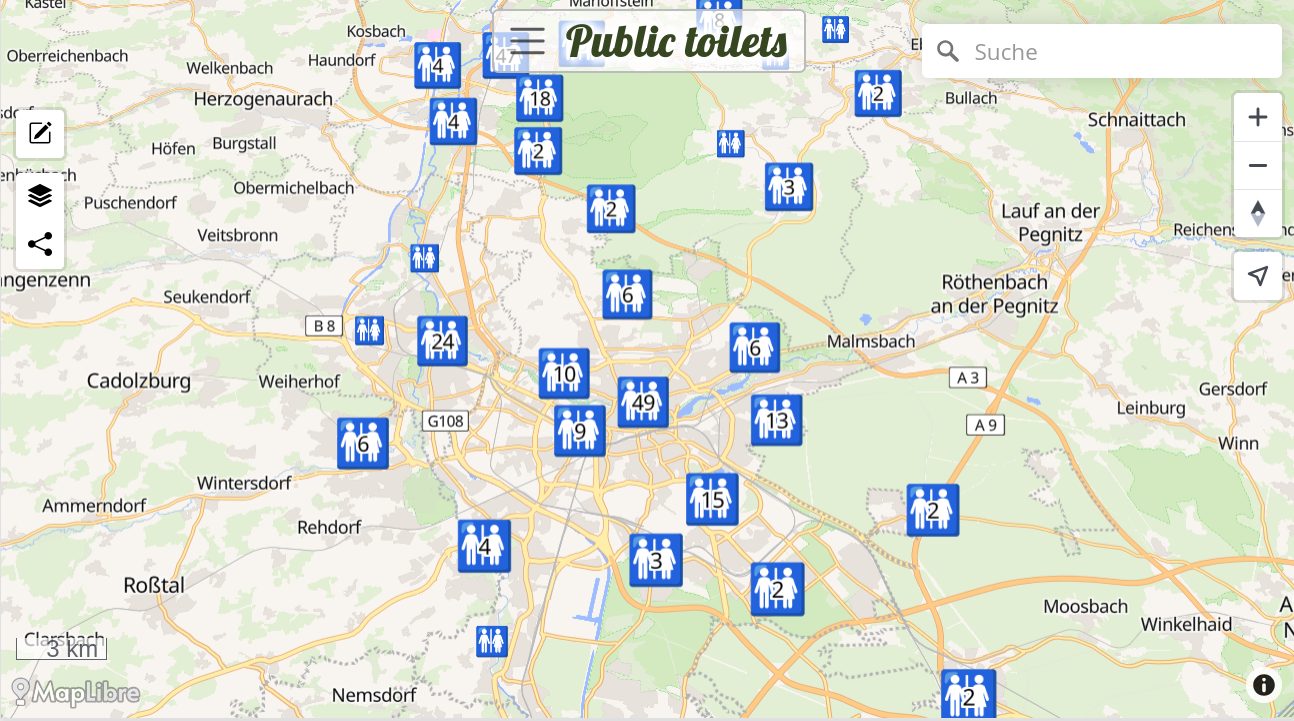 Kastel
Marloffstein
8
Public toilets
Suche
Kosbach
Oberreichenbach
Haundorf
4
47
Welkenbach
2
Bullach
Herzogenaurach
18
4
Schnaittach
Höfen
Burgstall
2
Obermichelbach
3
Puschendorf
2
Lauf an der
Pegnitz
Veitsbronn
Reichens
ngenzenn
Seukendorf
6
Röthenbach
an der Pegnitz
B 8
24
6
Malmsbach
Cadolzburg
Weiherhof
10
A 3
Gersdorf
49
Leinburg
G108
9
13
A 9
6
Winn
Wintersdorf
Ammerndorf
15
2
Rehdorf
4
3
Roßtal
2
Moosbach
Winkelhaid
Clarsbach
3 km
MapLibre
Nemsdorf
2